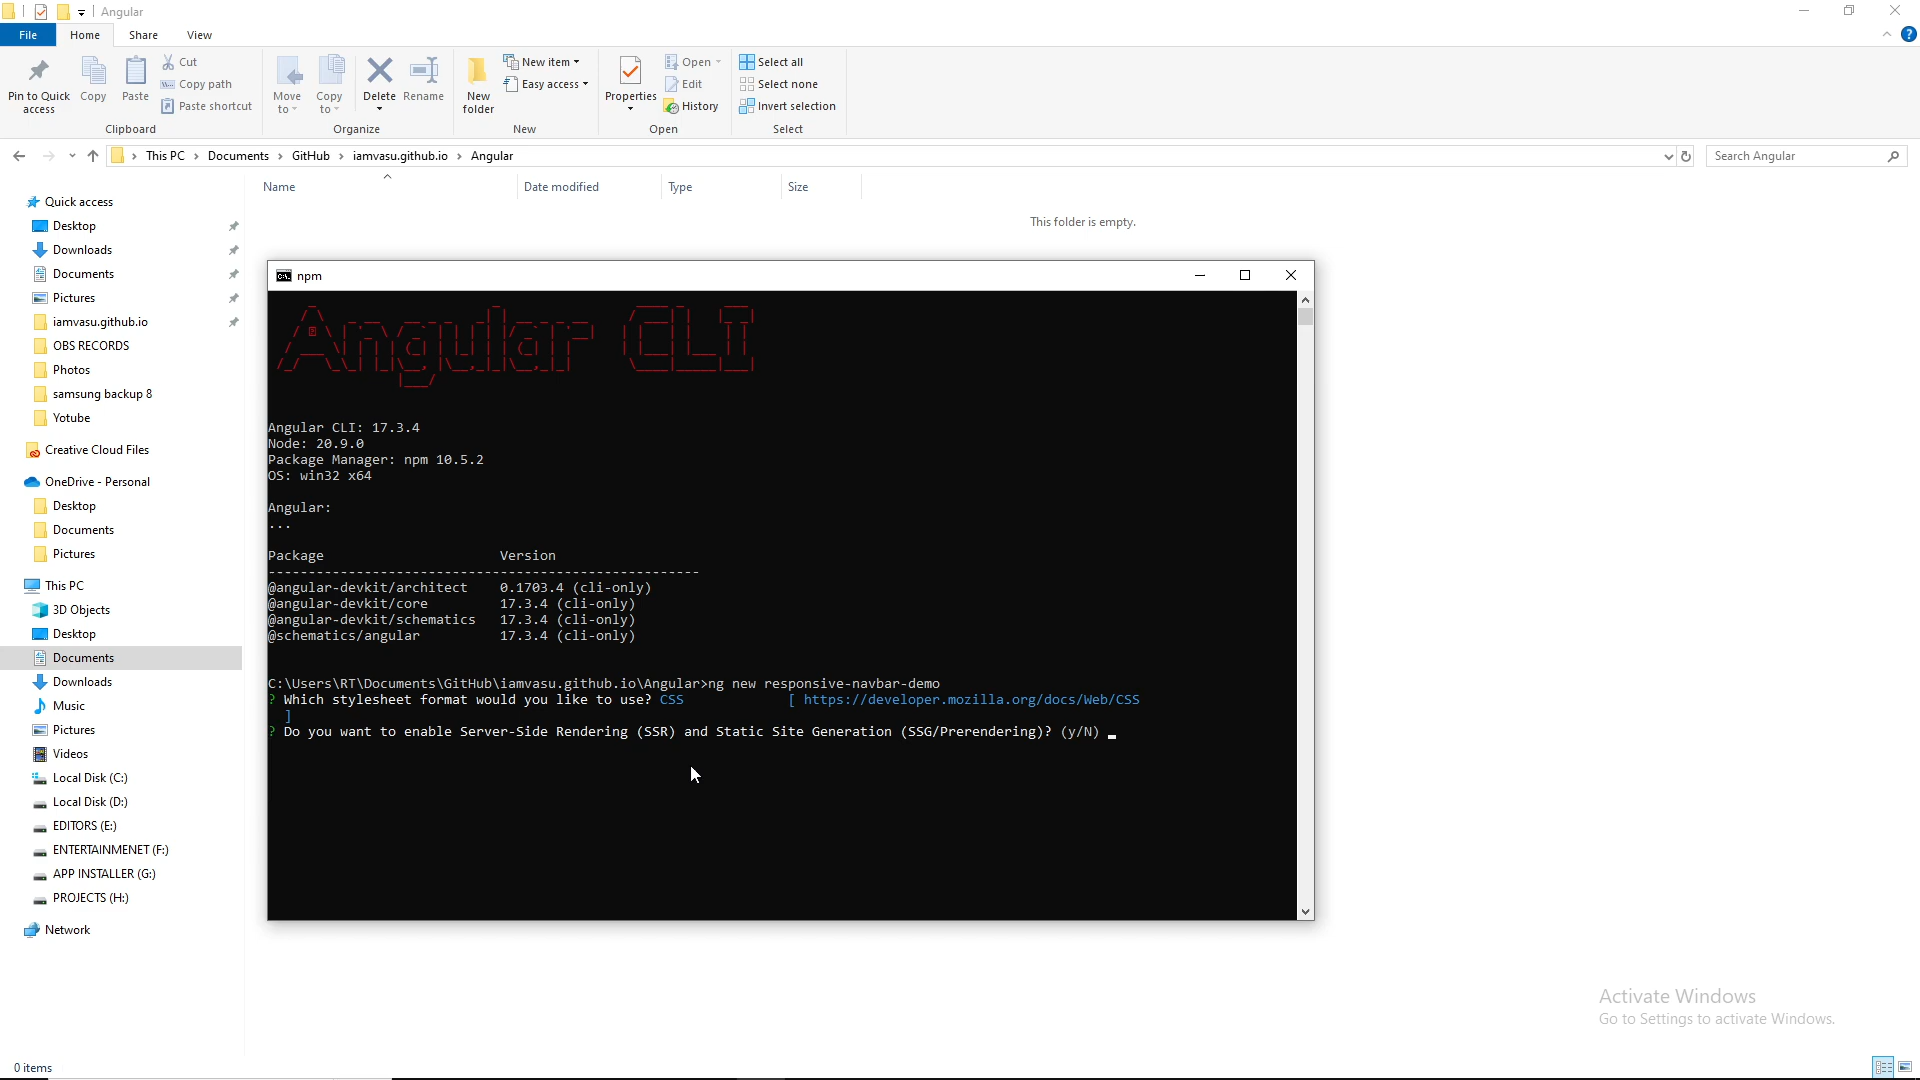 Angular
File Home Share View
Pin to Quick access
Copy
Paste
Cut
Copy path
Paste shortcut
Clipboard
Move to
Copy to
Delete
Rename
Organize
New folder
New item
Easy access
New
Properties
Open
Edit
History
Open
Select all
Select none
Invert selection
Select
This PC > Documents > GitHub > iamvasu.github.io > Angular
Search Angular
Name Date modified Type Size
This folder is empty.
Quick access
Desktop
Downloads
Documents
Pictures
iamvasu.github.io
OBS RECORDS
Photos
samsung backup 8
Yotube
Creative Cloud Files
OneDrive - Personal
Desktop
Documents
Pictures
This PC
3D Objects
Desktop
Documents
Downloads
Music
Pictures
Videos
Local Disk (C:)
Local Disk (D:)
EDITORS (E:)
ENTERTAINMENET (F:)
APP INSTALLER (G:)
PROJECTS (H:)
Network
npm
Angular CLI
Angular CLI: 17.3.4
Node: 20.9.0
Package Manager: npm 10.5.2
OS: win32 x64
Angular:
...
Package Version
------------------------------------------------------
@angular-devkit/architect 0.1703.4 (cli-only)
@angular-devkit/core 17.3.4 (cli-only)
@angular-devkit/schematics 17.3.4 (cli-only)
@schematics/angular 17.3.4 (cli-only)
C:\Users\RT\Documents\GitHub\iamvasu.github.io\Angular>ng new responsive-navbar-demo
? Which stylesheet format would you like to use? CSS [ https://developer.mozilla.org/docs/Web/CSS
]
? Do you want to enable Server-Side Rendering (SSR) and Static Site Generation (SSG/Prerendering)? (y/N)
Activate Windows
Go to Settings to activate Windows.
0 items